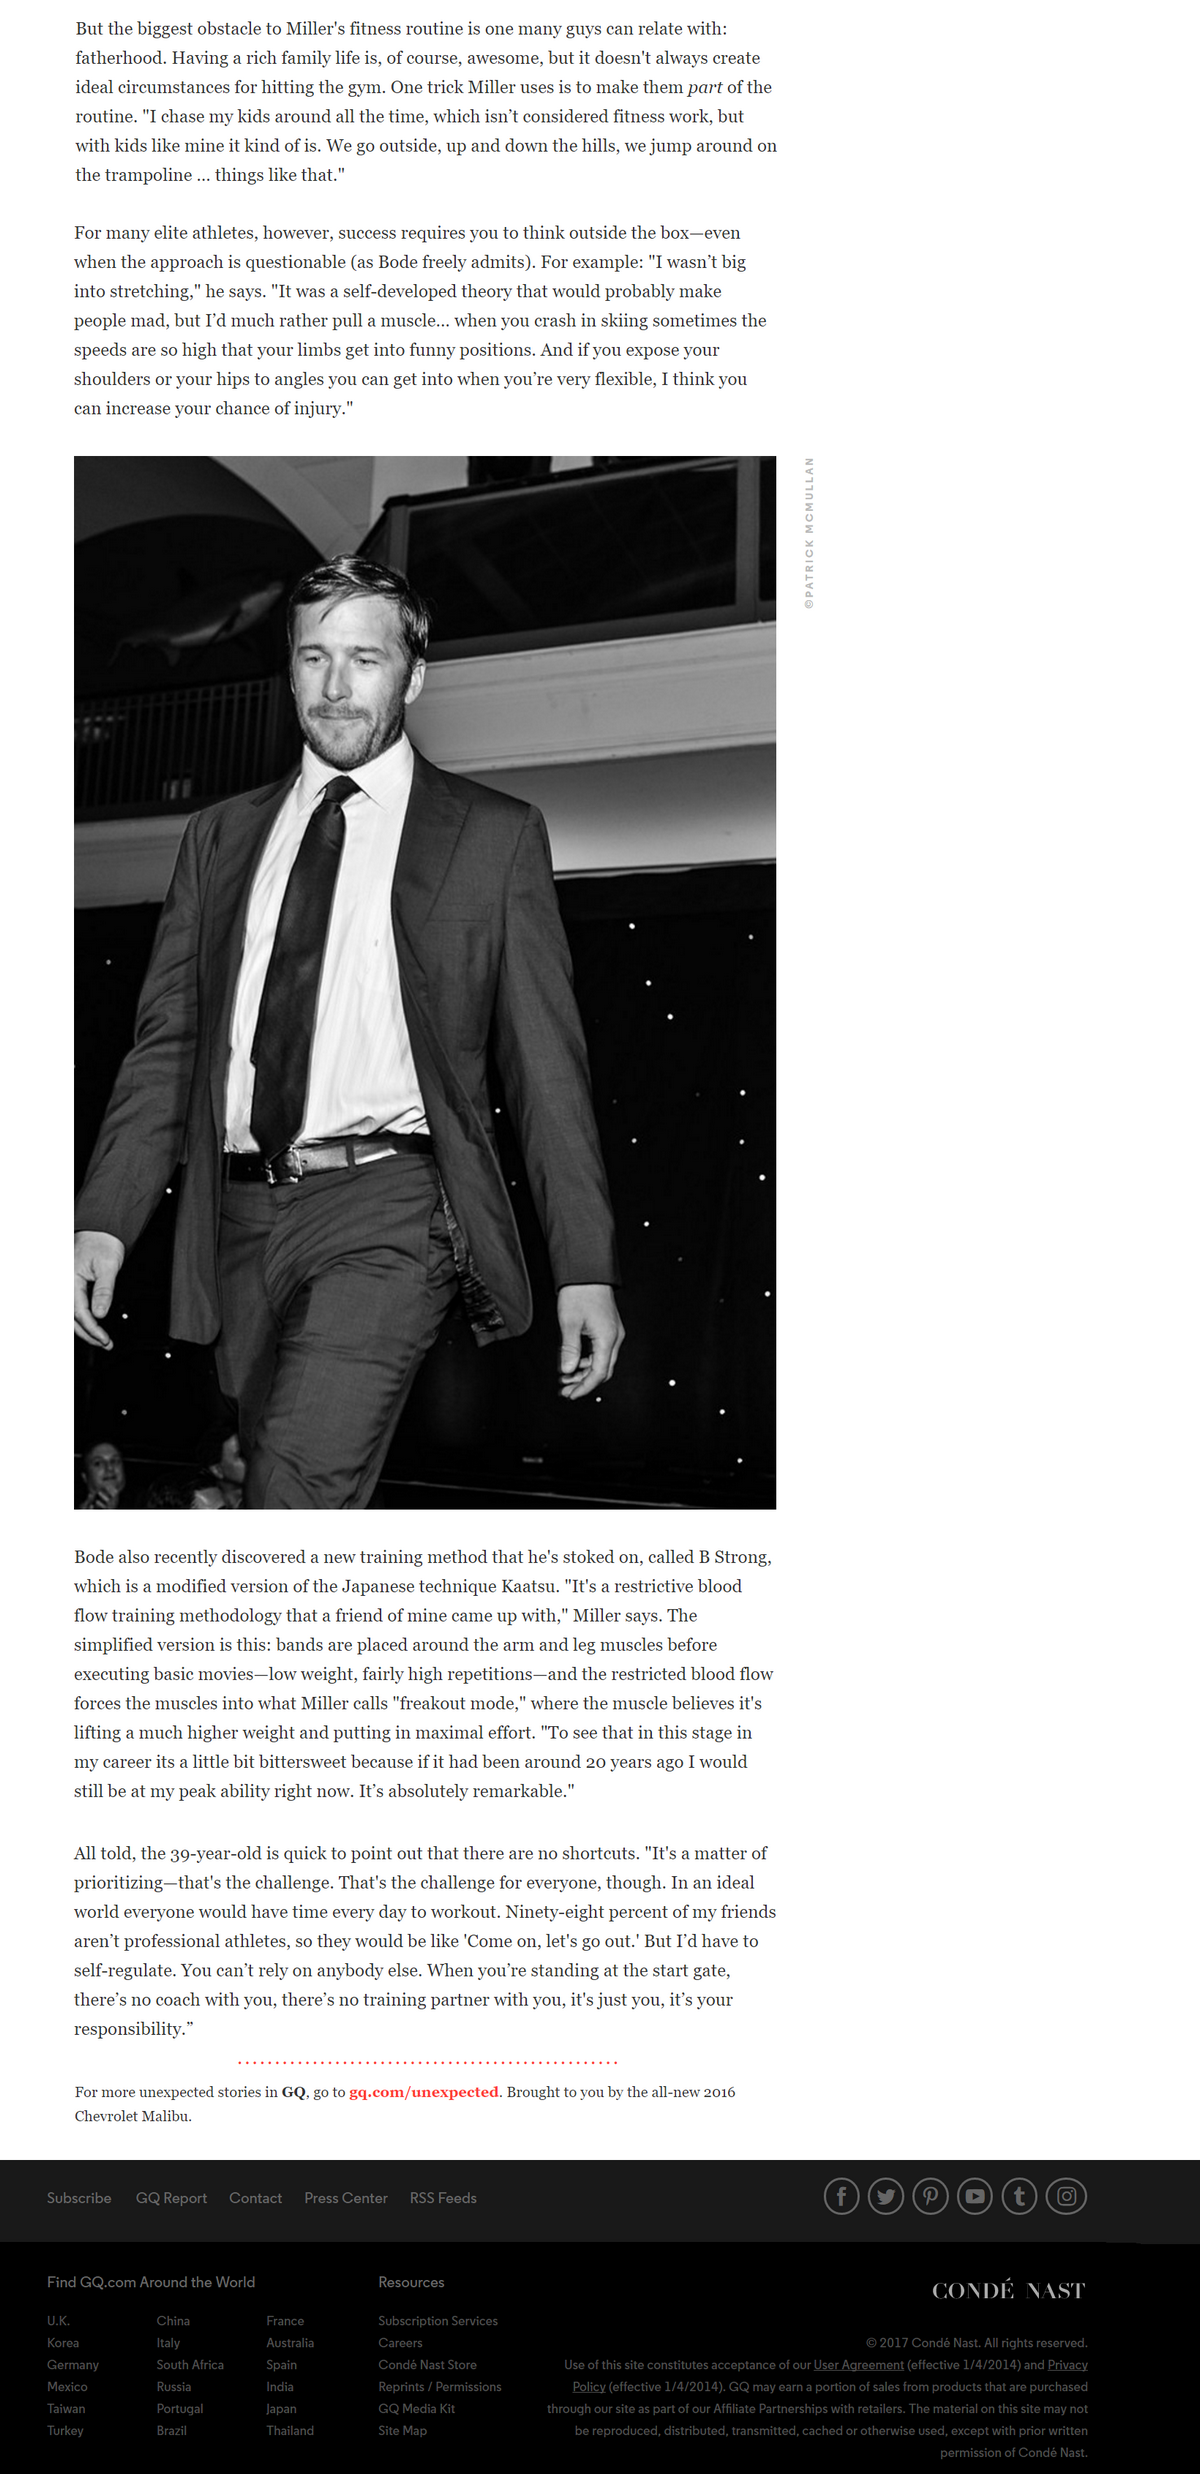 But the biggest obstacle to Miller's fitness routine is one many guys can relate with:
fatherhood. Having a rich family life is, of course, awesome, but it doesn't always create
ideal circumstances for hitting the gym. One trick Miller uses is to make them part of the
routine. "I chase my kids around all the time, which isn’t considered fitness work, but
with kids like mine it kind of is. We go outside, up and down the hills, we jump around on
the trampoline ... things like that."
For many elite athletes, however, success requires you to think outside the box—even
when the approach is questionable (as Bode freely admits). For example: "I wasn’t big
into stretching," he says. "It was a self-developed theory that would probably make
people mad, but I’d much rather pull a muscle... when you crash in skiing sometimes the
speeds are so high that your limbs get into funny positions. And if you expose your
shoulders or your hips to angles you can get into when you’re very flexible, I think you
can increase your chance of injury."
©PATRICK MCMULLAN
Bode also recently discovered a new training method that he's stoked on, called B Strong,
which is a modified version of the Japanese technique Kaatsu. "It's a restrictive blood
flow training methodology that a friend of mine came up with," Miller says. The
simplified version is this: bands are placed around the arm and leg muscles before
executing basic movies—low weight, fairly high repetitions—and the restricted blood flow
forces the muscles into what Miller calls "freakout mode," where the muscle believes it's
lifting a much higher weight and putting in maximal effort. "To see that in this stage in
my career its a little bit bittersweet because if it had been around 20 years ago I would
still be at my peak ability right now. It’s absolutely remarkable."
All told, the 39-year-old is quick to point out that there are no shortcuts. "It's a matter of
prioritizing—that's the challenge. That's the challenge for everyone, though. In an ideal
world everyone would have time every day to workout. Ninety-eight percent of my friends
aren’t professional athletes, so they would be like 'Come on, let's go out.' But I’d have to
self-regulate. You can’t rely on anybody else. When you’re standing at the start gate,
there’s no coach with you, there’s no training partner with you, it's just you, it’s your
responsibility.”
For more unexpected stories in GQ, go to gq.com/unexpected. Brought to you by the all-new 2016
Chevrolet Malibu.
Subscribe GQ Report Contact Press Center RSS Feeds
Find GQ.com Around the World
U.K. China France
Korea Italy Australia
Germany South Africa Spain
Mexico Russia India
Taiwan Portugal Japan
Turkey Brazil Thailand
Resources
Subscription Services
Careers
Condé Nast Store
Reprints / Permissions
GQ Media Kit
Site Map
CONDÉ NAST
© 2017 Condé Nast. All rights reserved.
Use of this site constitutes acceptance of our User Agreement (effective 1/4/2014) and Privacy
Policy (effective 1/4/2014). GQ may earn a portion of sales from products that are purchased
through our site as part of our Affiliate Partnerships with retailers. The material on this site may not
be reproduced, distributed, transmitted, cached or otherwise used, except with prior written
permission of Condé Nast.